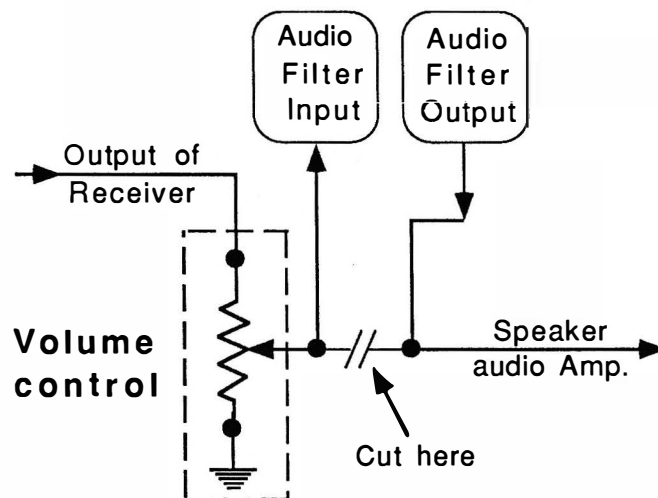 Audio
Filter
Input
Audio
Filter
Output
Output of
Receiver
Volume
control
Speaker
audio Amp.
Cut here